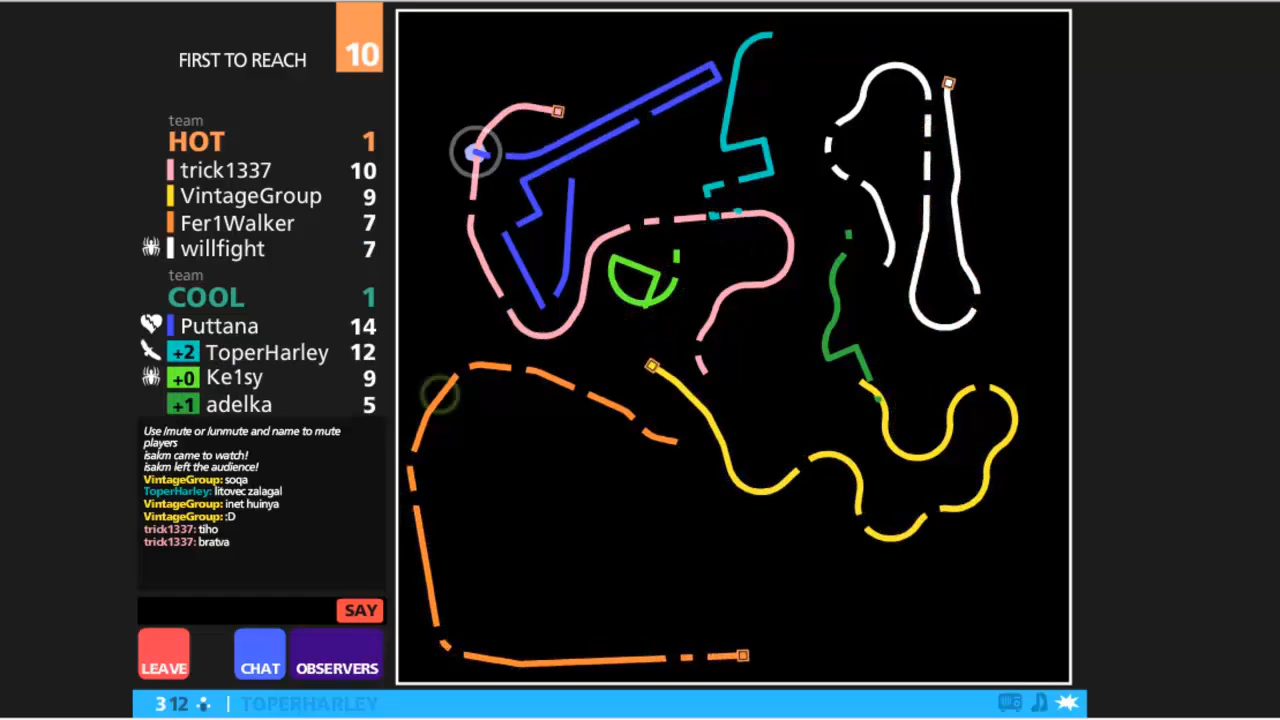 FIRST TO REACH
10
team
HOT 1
trick1337 10
VintageGroup 9
Fer1Walker 7
willfight 7
team
COOL 1
Puttana 14
+2 ToperHarley 12
+0 Ke1sy 9
+1 adelka 5
Use /mute or /unmute and name to mute
players
isakm came to watch!
isakm left the audience!
VintageGroup: soqa
ToperHarley: litovec zalagal
VintageGroup: inet huinya
VintageGroup: :D
trick1337: tiho
trick1337: bratva
SAY
LEAVE
CHAT
OBSERVERS
312
TOPERHARLEY